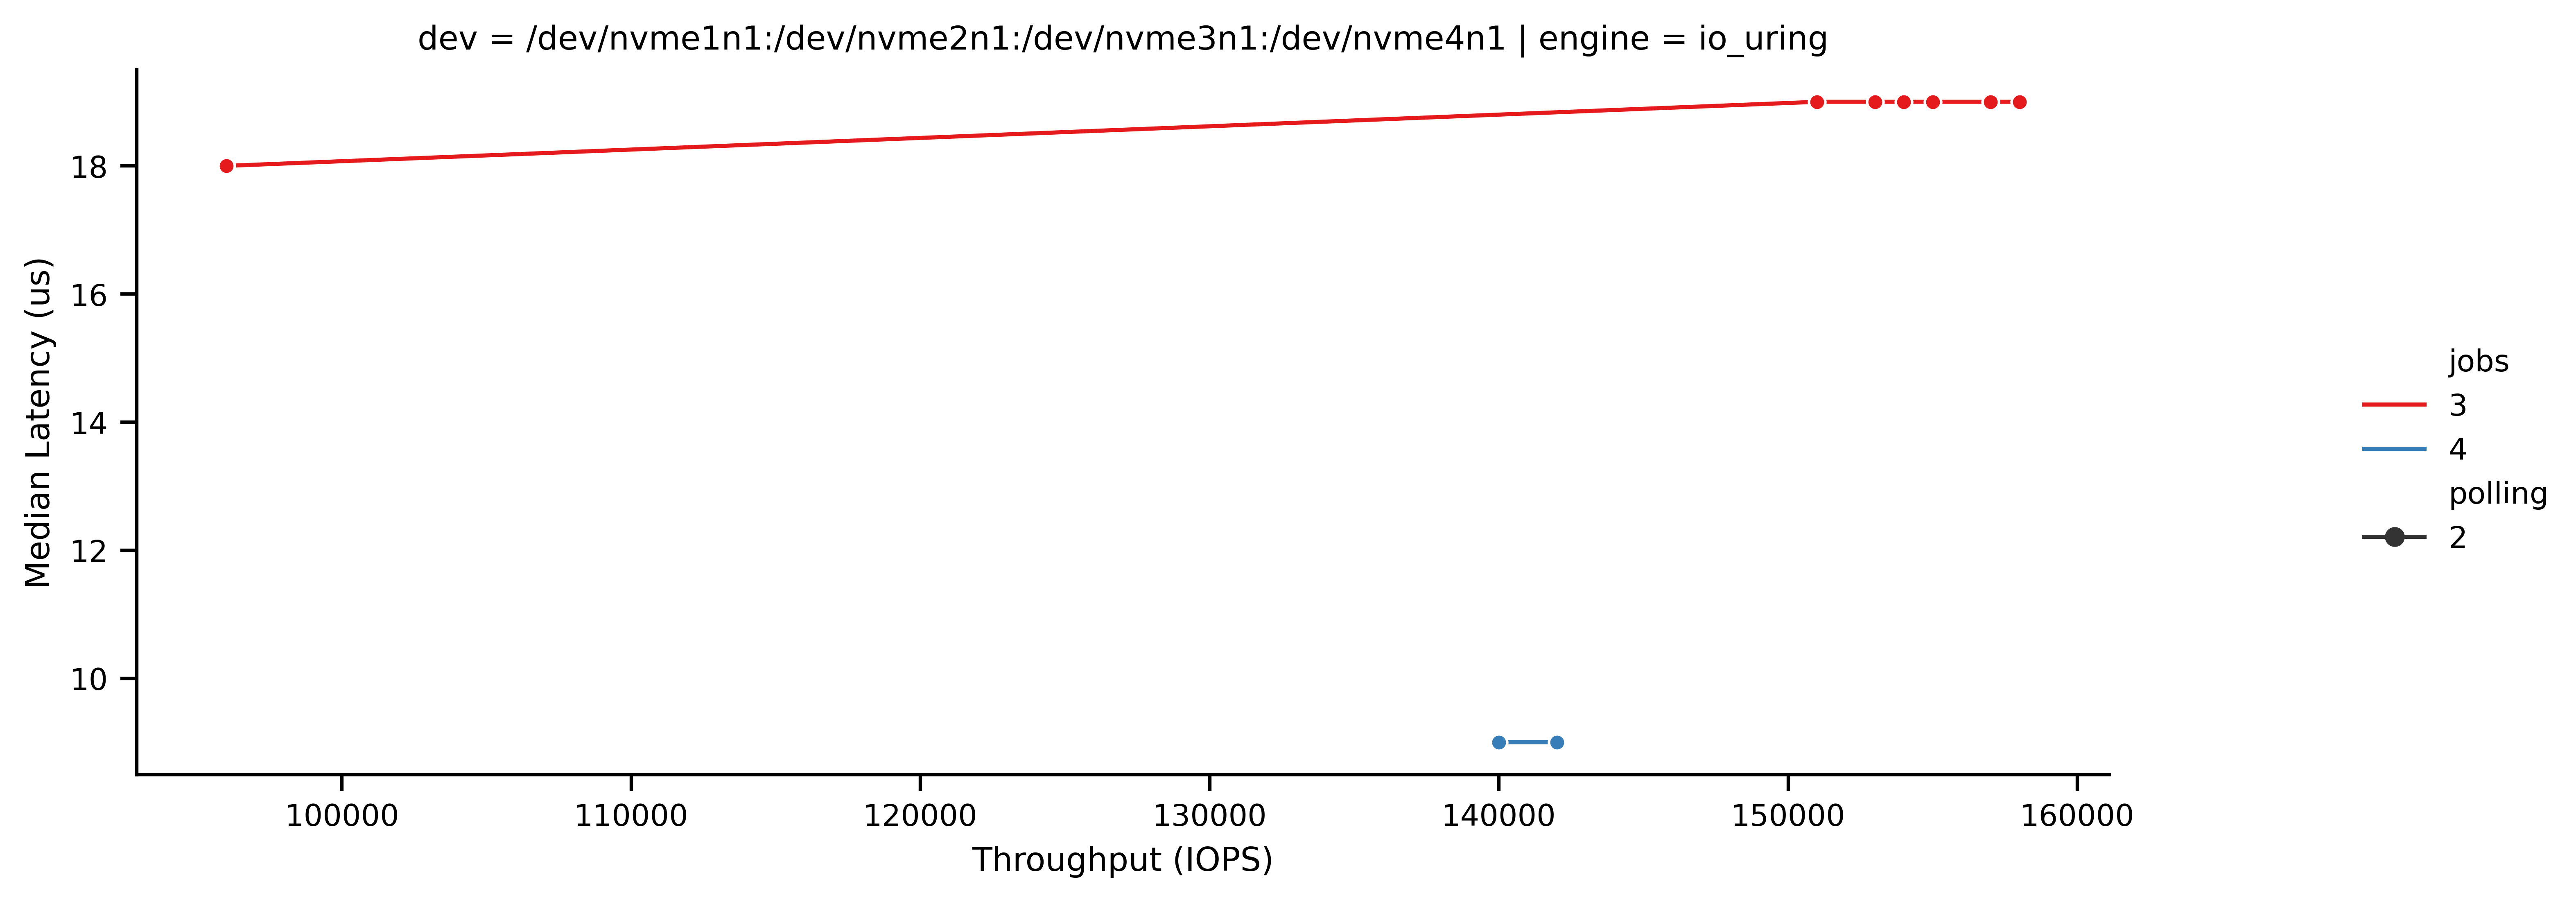 dev = /dev/nvme1n1:/dev/nvme2n1:/dev/nvme3n1:/dev/nvme4n1 | engine = io_uring
Median Latency (us)
18
16
14
12
10
100000 110000 120000 130000 140000 150000 160000
Throughput (IOPS)
jobs
3
4
polling
2